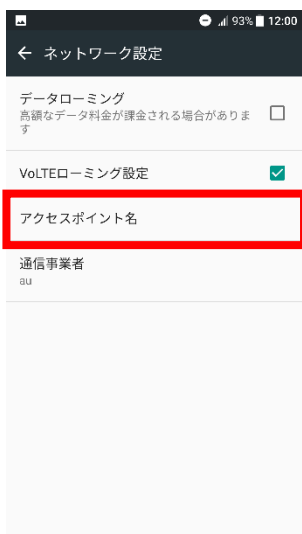 93% 12:00
← ネットワーク設定
データローミング
高額なデータ料金が課金される場合がありま
す
VoLTEローミング設定
アクセスポイント名
通信事業者
au